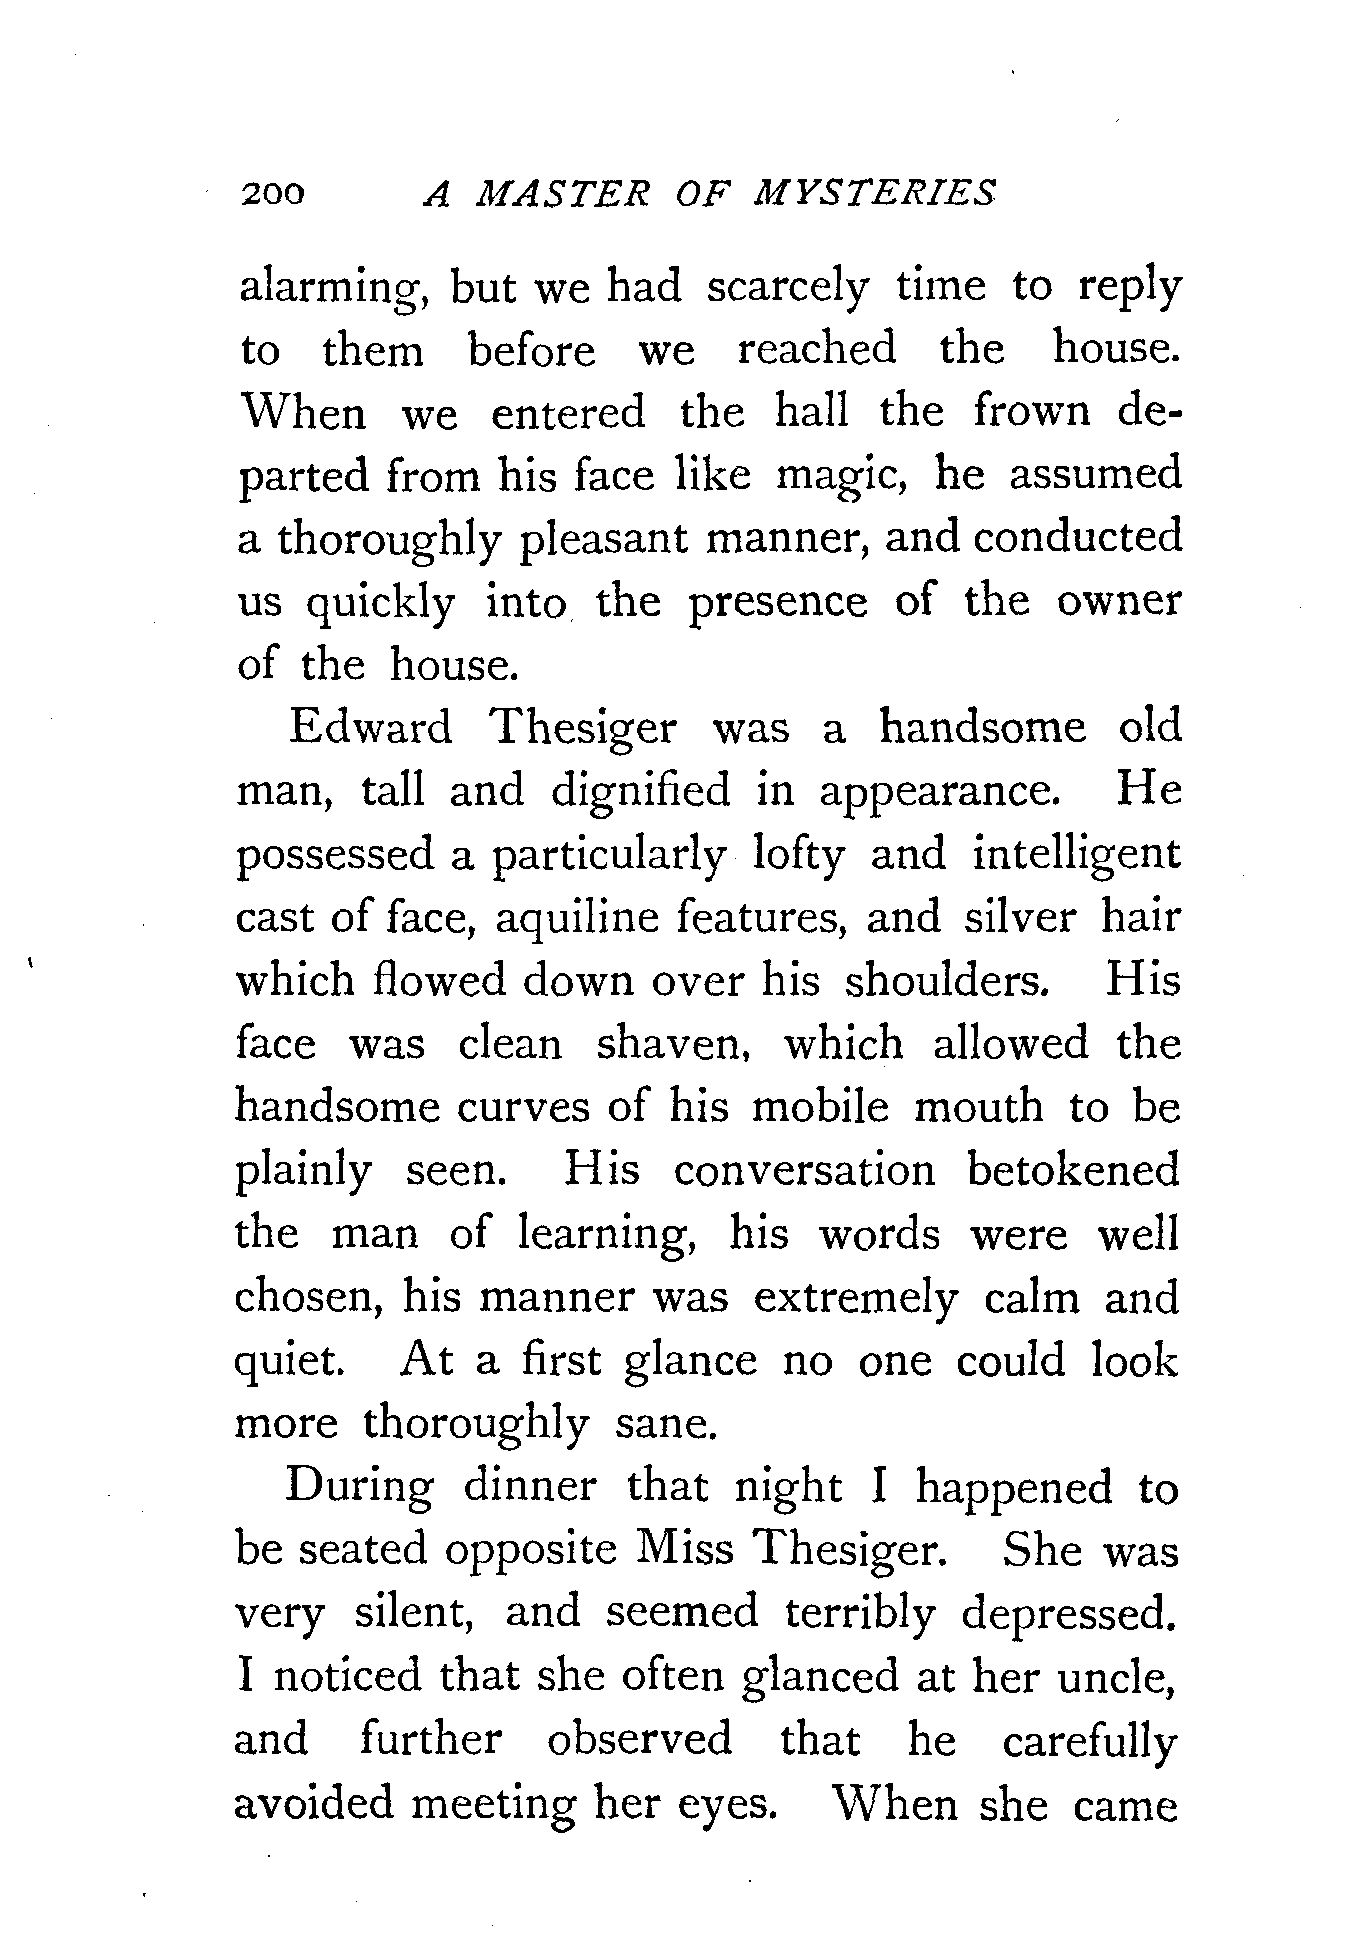 200 A MASTER OF MYSTERIES
alarming, but we had scarcely time to reply
to them before we reached the house.
When we entered the hall the frown de-
parted from his face like magic, he assumed
a thoroughly pleasant manner, and conducted
us quickly into the presence of the owner
of the house.
Edward Thesiger was a handsome old
man, tall and dignified in appearance. He
possessed a particularly lofty and intelligent
cast of face, aquiline features, and silver hair
which flowed down over his shoulders. His
face was clean shaven, which allowed the
handsome curves of his mobile mouth to be
plainly seen. His conversation betokened
the man of learning, his words were well
chosen, his manner was extremely calm and
quiet. At a first glance no one could look
more thoroughly sane.
During dinner that night I happened to
be seated opposite Miss Thesiger. She was
very silent, and seemed terribly depressed.
I noticed that she often glanced at her uncle,
and further observed that he carefully
avoided meeting her eyes. When she came